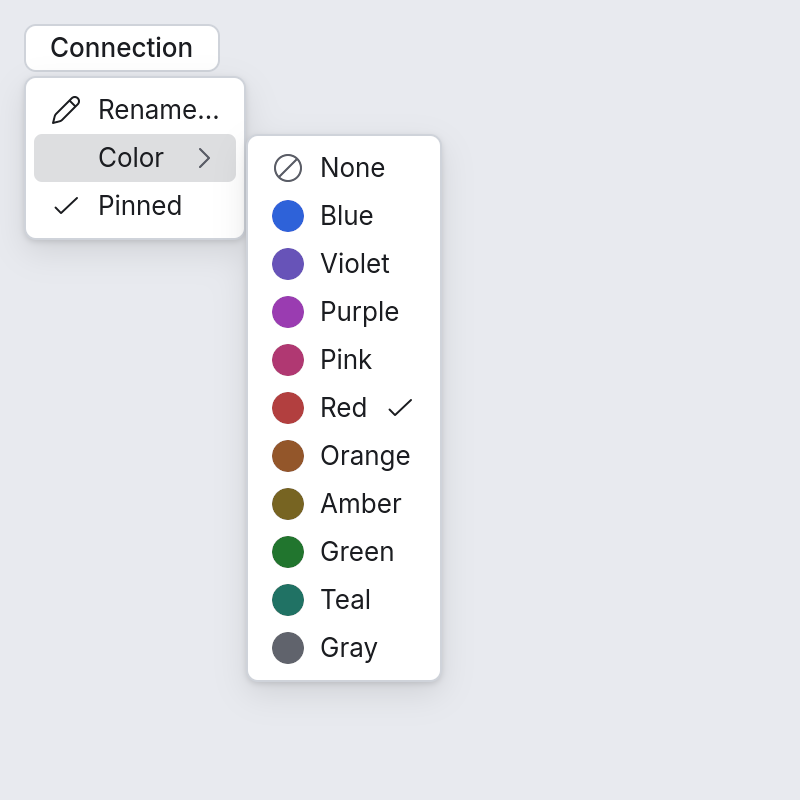 Connection
Rename...
Color
Pinned
None
Blue
Violet
Purple
Pink
Red
Orange
Amber
Green
Teal
Gray